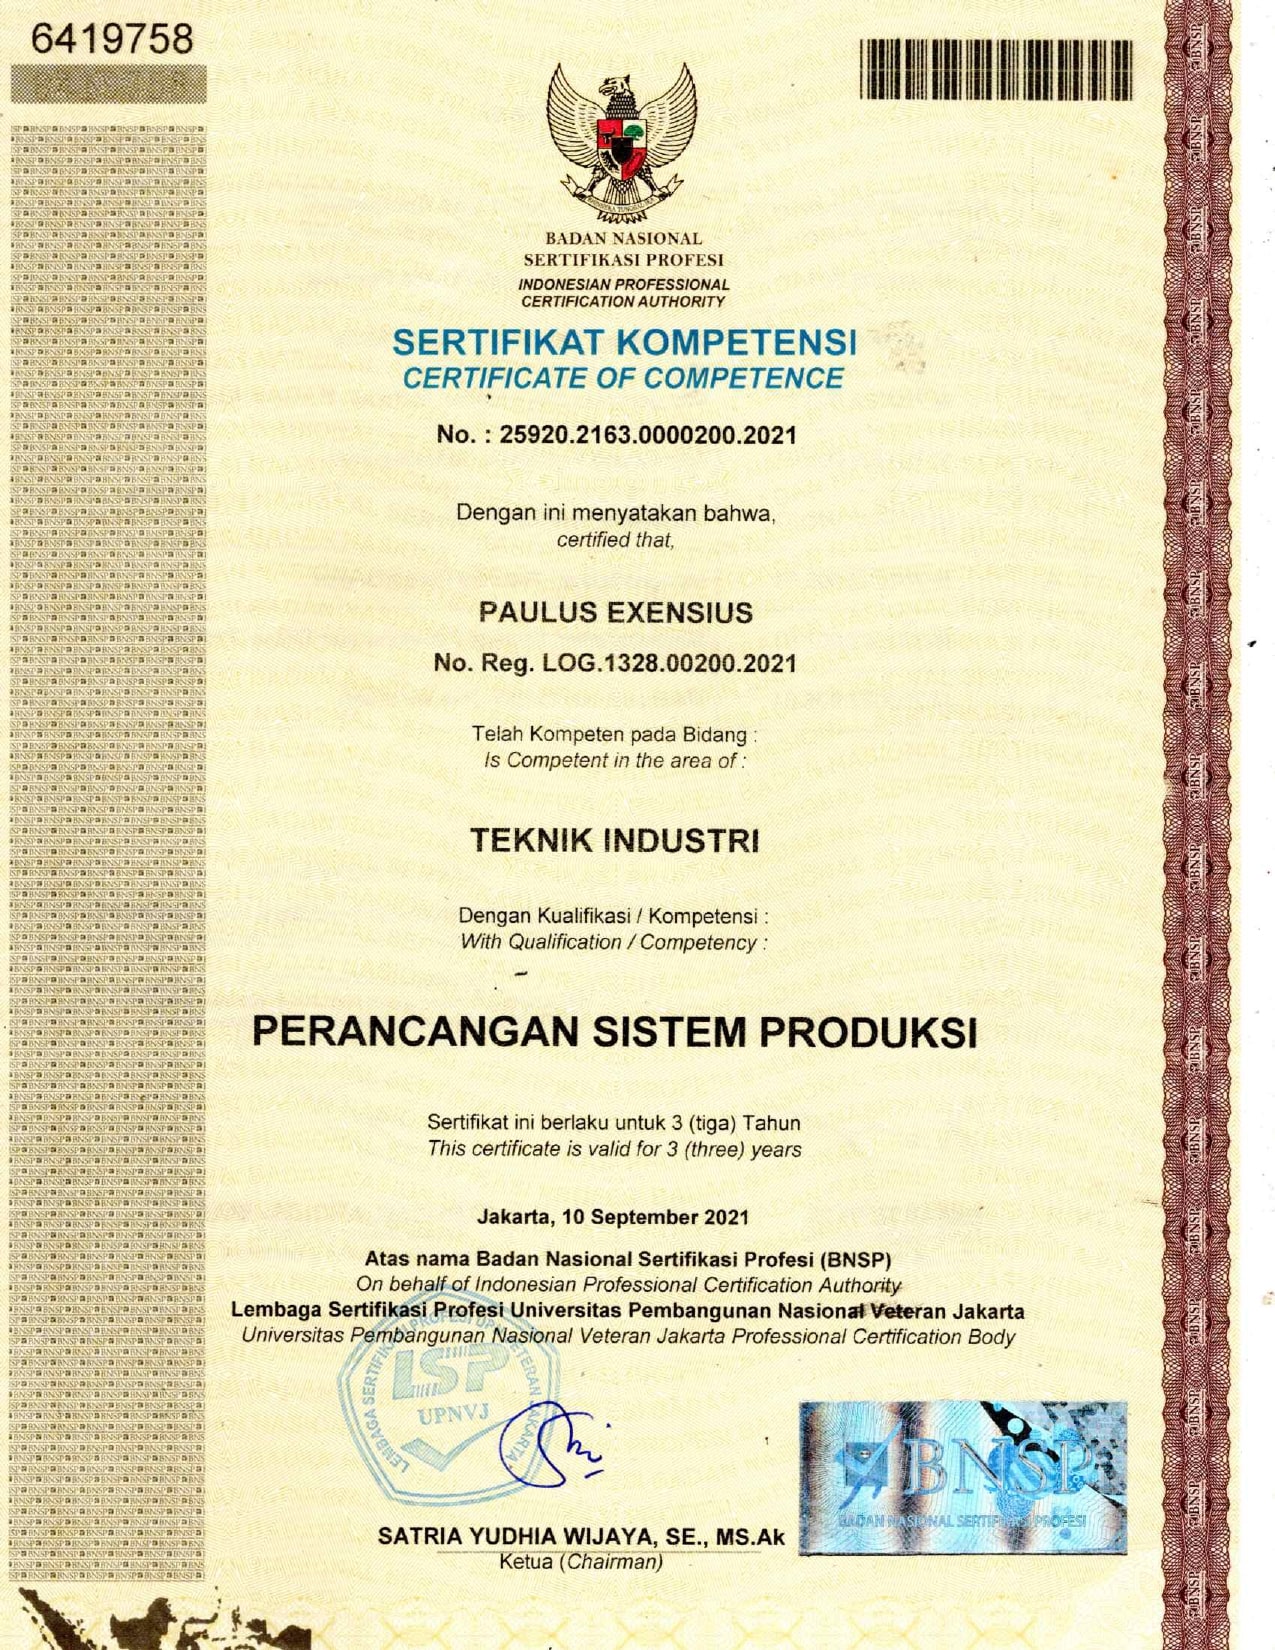 6419758
BADAN NASIONAL
SERTIFIKASI PROFESI
INDONESIAN PROFESSIONAL
CERTIFICATION AUTHORITY
SERTIFIKAT KOMPETENSI
CERTIFICATE OF COMPETENCE
No. : 25920.2163.0000200.2021
Dengan ini menyatakan bahwa,
certified that,
PAULUS EXENSIUS
No. Reg. LOG.1328.00200.2021
Telah Kompeten pada Bidang :
Is Competent in the area of :
TEKNIK INDUSTRI
Dengan Kualifikasi / Kompetensi :
With Qualification / Competency :
PERANCANGAN SISTEM PRODUKSI
Sertifikat ini berlaku untuk 3 (tiga) Tahun
This certificate is valid for 3 (three) years
Jakarta, 10 September 2021
Atas nama Badan Nasional Sertifikasi Profesi (BNSP)
On behalf of Indonesian Professional Certification Authority
Lembaga Sertifikasi Profesi Universitas Pembangunan Nasional Veteran Jakarta
Universitas Pembangunan Nasional Veteran Jakarta Professional Certification Body
LEMBAGA SERTIFIKASI PROFESI UPN VETERAN JAKARTA
LSP
UPNVJ
BNSP
BADAN NASIONAL SERTIFIKASI PROFESI
SATRIA YUDHIA WIJAYA, SE., MS.Ak
Ketua (Chairman)